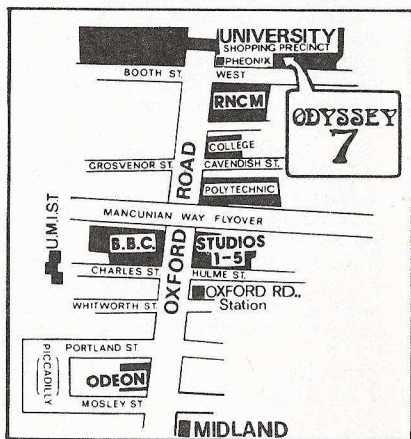 UNIVERSITY
SHOPPING PRECINCT
PHEONIX
BOOTH ST. WEST
RNCM
ODYSSEY
7
COLLEGE
GROSVENOR ST. CAVENDISH ST.
POLYTECHNIC
MANCUNIAN WAY FLYOVER
U.M.I.ST
B.B.C.
STUDIOS
1-5
OXFORD ROAD
CHARLES ST. HULME ST.
OXFORD RD..
Station
WHITWORTH ST
PORTLAND ST.
PICCADILLY
ODEON
MOSLEY ST
MIDLAND